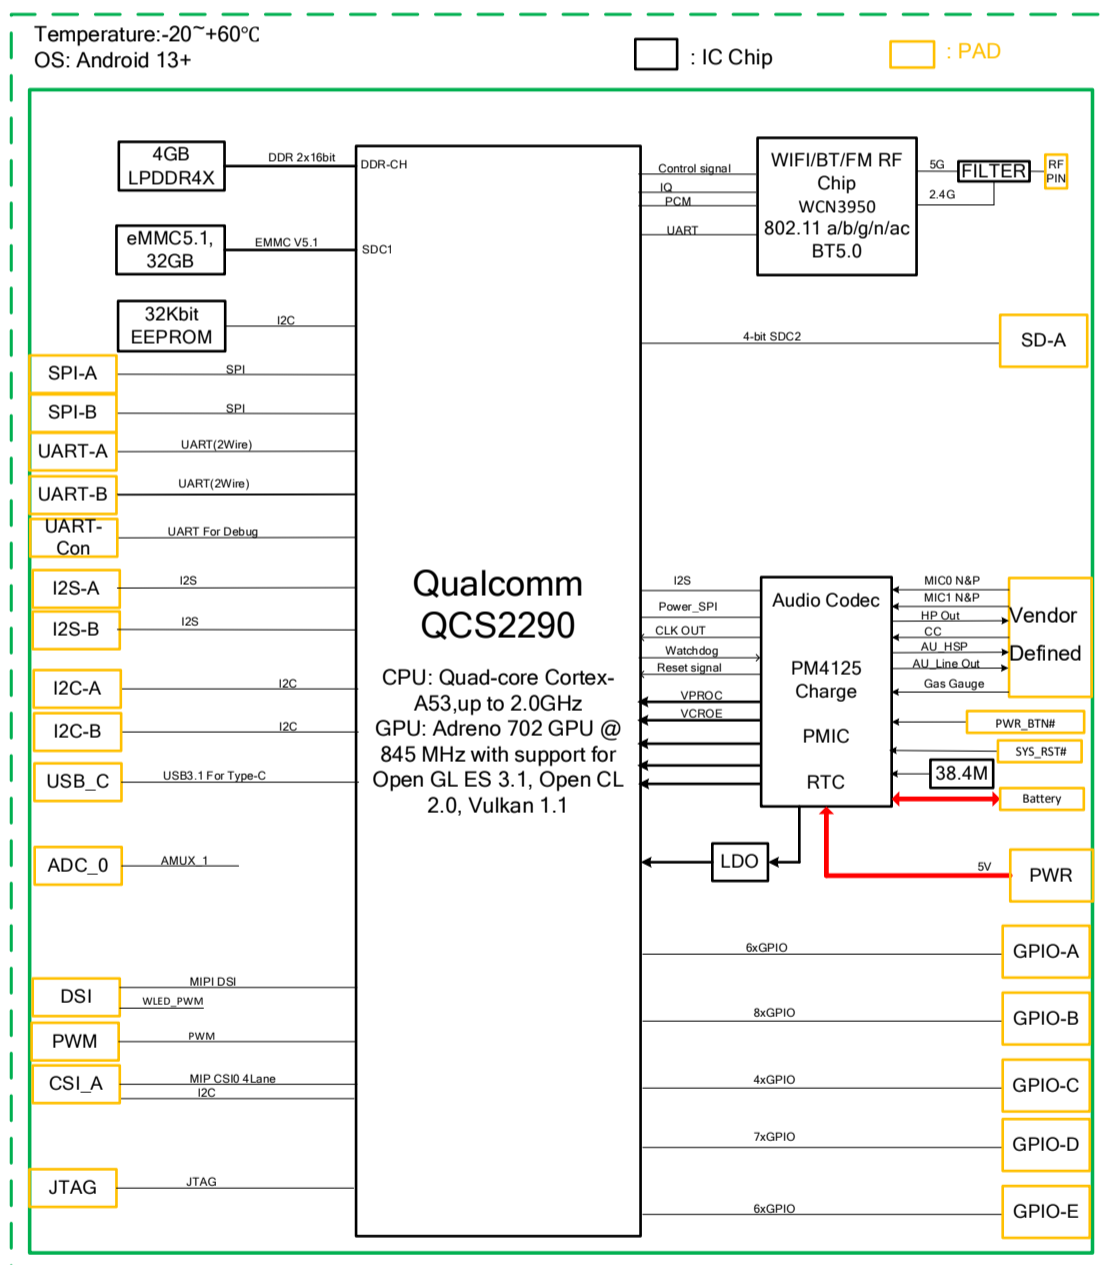 Temperature:-20~+60℃
OS: Android 13+
: IC Chip
: PAD
4GB
LPDDR4X
DDR 2x16bit
DDR-CH
eMMC5.1,
32GB
EMMC V5.1
SDC1
32Kbit
EEPROM
I2C
SPI-A
SPI
SPI-B
SPI
UART-A
UART(2Wire)
UART-B
UART(2Wire)
UART-
Con
UART For Debug
I2S-A
I2S
I2S-B
I2S
I2C-A
I2C
I2C-B
I2C
USB_C
USB3.1 For Type-C
ADC_0
AMUX_1
DSI
MIPI DSI
WLED_PWM
PWM
PWM
CSI_A
MIP CSI0 4Lane
I2C
JTAG
JTAG
Qualcomm
QCS2290
CPU: Quad-core Cortex-
A53,up to 2.0GHz
GPU: Adreno 702 GPU @
845 MHz with support for
Open GL ES 3.1, Open CL
2.0, Vulkan 1.1
Control signal
IQ
PCM
UART
WIFI/BT/FM RF
Chip
WCN3950
802.11 a/b/g/n/ac
BT5.0
5G
2.4G
FILTER
RF
PIN
4-bit SDC2
SD-A
I2S
Power_SPI
CLK OUT
Watchdog
Reset signal
VPROC
VCROE
Audio Codec
PM4125
Charge
PMIC
RTC
MIC0 N&P
MIC1 N&P
HP Out
CC
AU_HSP
AU_Line Out
Gas Gauge
Vendor
Defined
PWR_BTN#
SYS_RST#
38.4M
Battery
LDO
5V
PWR
6xGPIO
GPIO-A
8xGPIO
GPIO-B
4xGPIO
GPIO-C
7xGPIO
GPIO-D
6xGPIO
GPIO-E